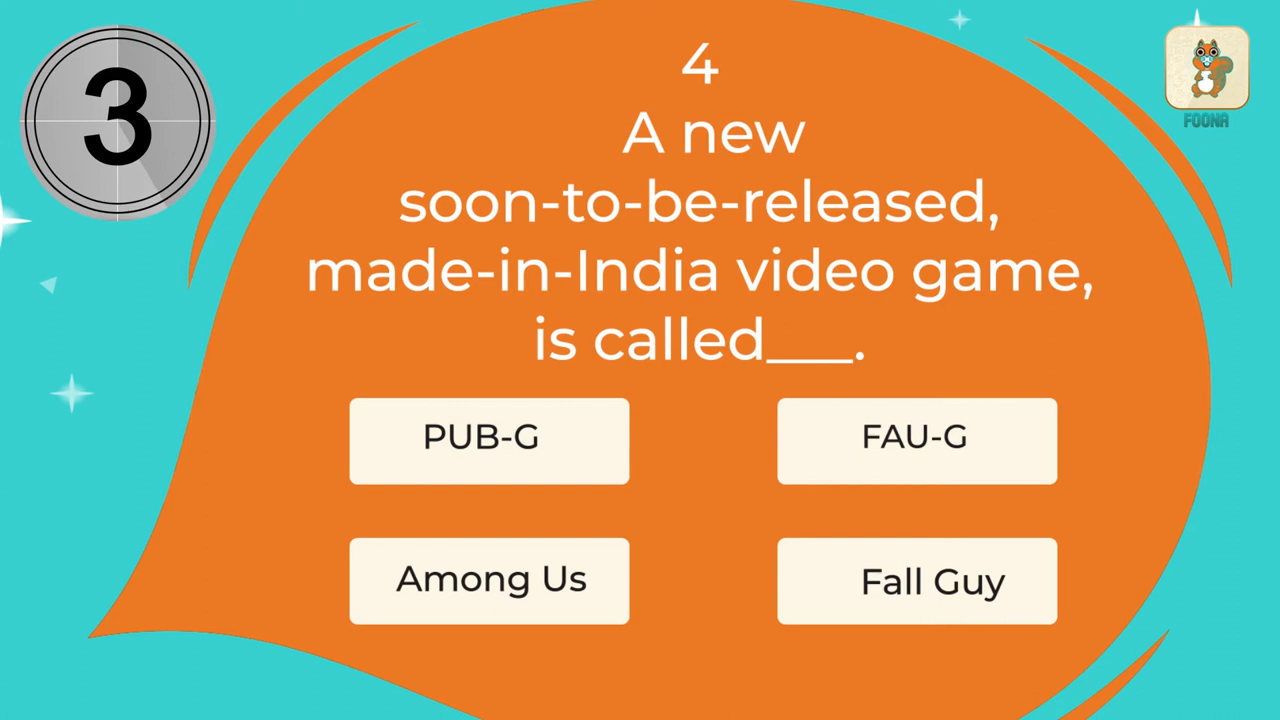 3
4
A new
soon-to-be-released,
made-in-India video game,
is called___.
PUB-G
FAU-G
Among Us
Fall Guy
FOONA